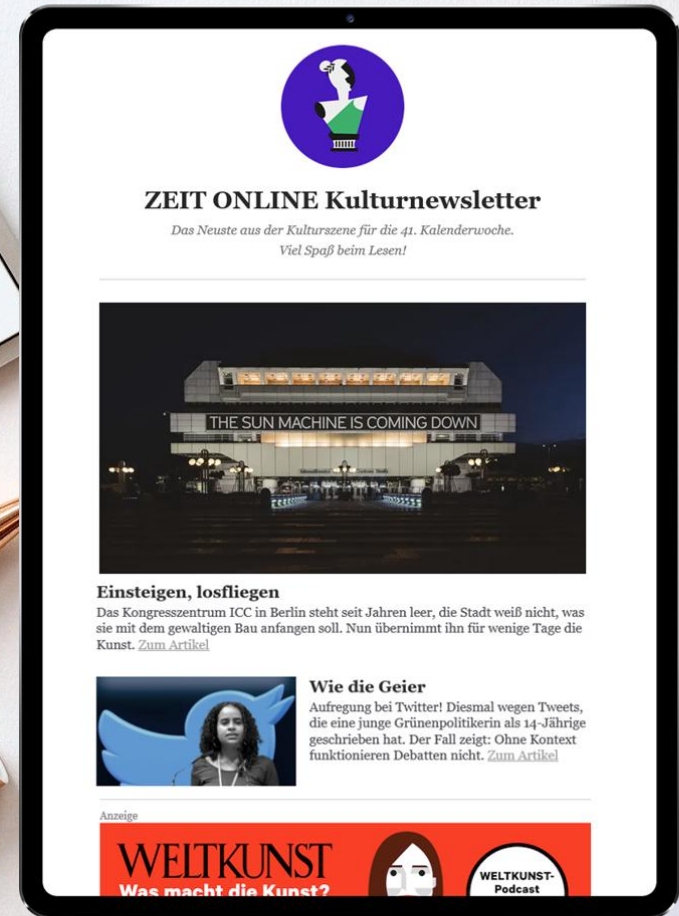 ZEIT ONLINE Kulturnewsletter
Das Neuste aus der Kulturszene für die 41. Kalenderwoche.
Viel Spaß beim Lesen!
THE SUN MACHINE IS COMING DOWN
Einsteigen, losfliegen
Das Kongresszentrum ICC in Berlin steht seit Jahren leer, die Stadt weiß nicht, was
sie mit dem gewaltigen Bau anfangen soll. Nun übernimmt ihn für wenige Tage die
Kunst. Zum Artikel
Wie die Geier
Aufregung bei Twitter! Diesmal wegen Tweets,
die eine junge Grünenpolitikerin als 14-Jährige
geschrieben hat. Der Fall zeigt: Ohne Kontext
funktionieren Debatten nicht. Zum Artikel
Anzeige
WELTKUNST
Was macht die Kunst?
WELTKUNST-
Podcast